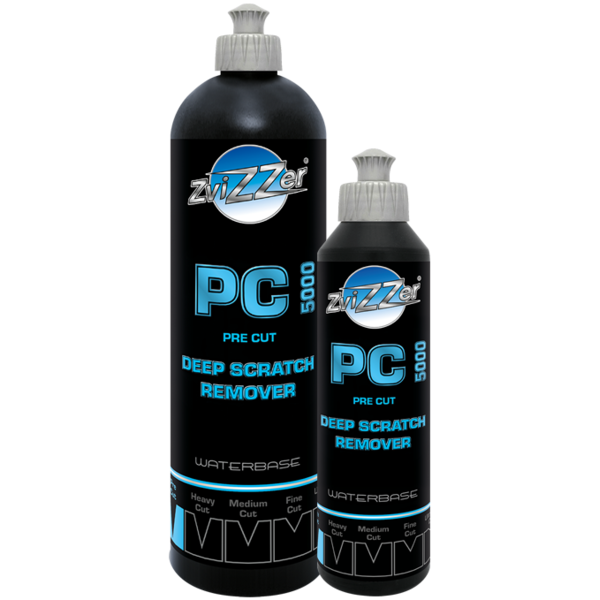 ZviZZer®
PC 5000
PRE CUT
DEEP SCRATCH
REMOVER
WATERBASE
Heavy Cut
Medium Cut
Fine Cut
ZviZZer®
PC 5000
PRE CUT
DEEP SCRATCH
REMOVER
WATERBASE
Heavy Cut
Medium Cut
Fine Cut